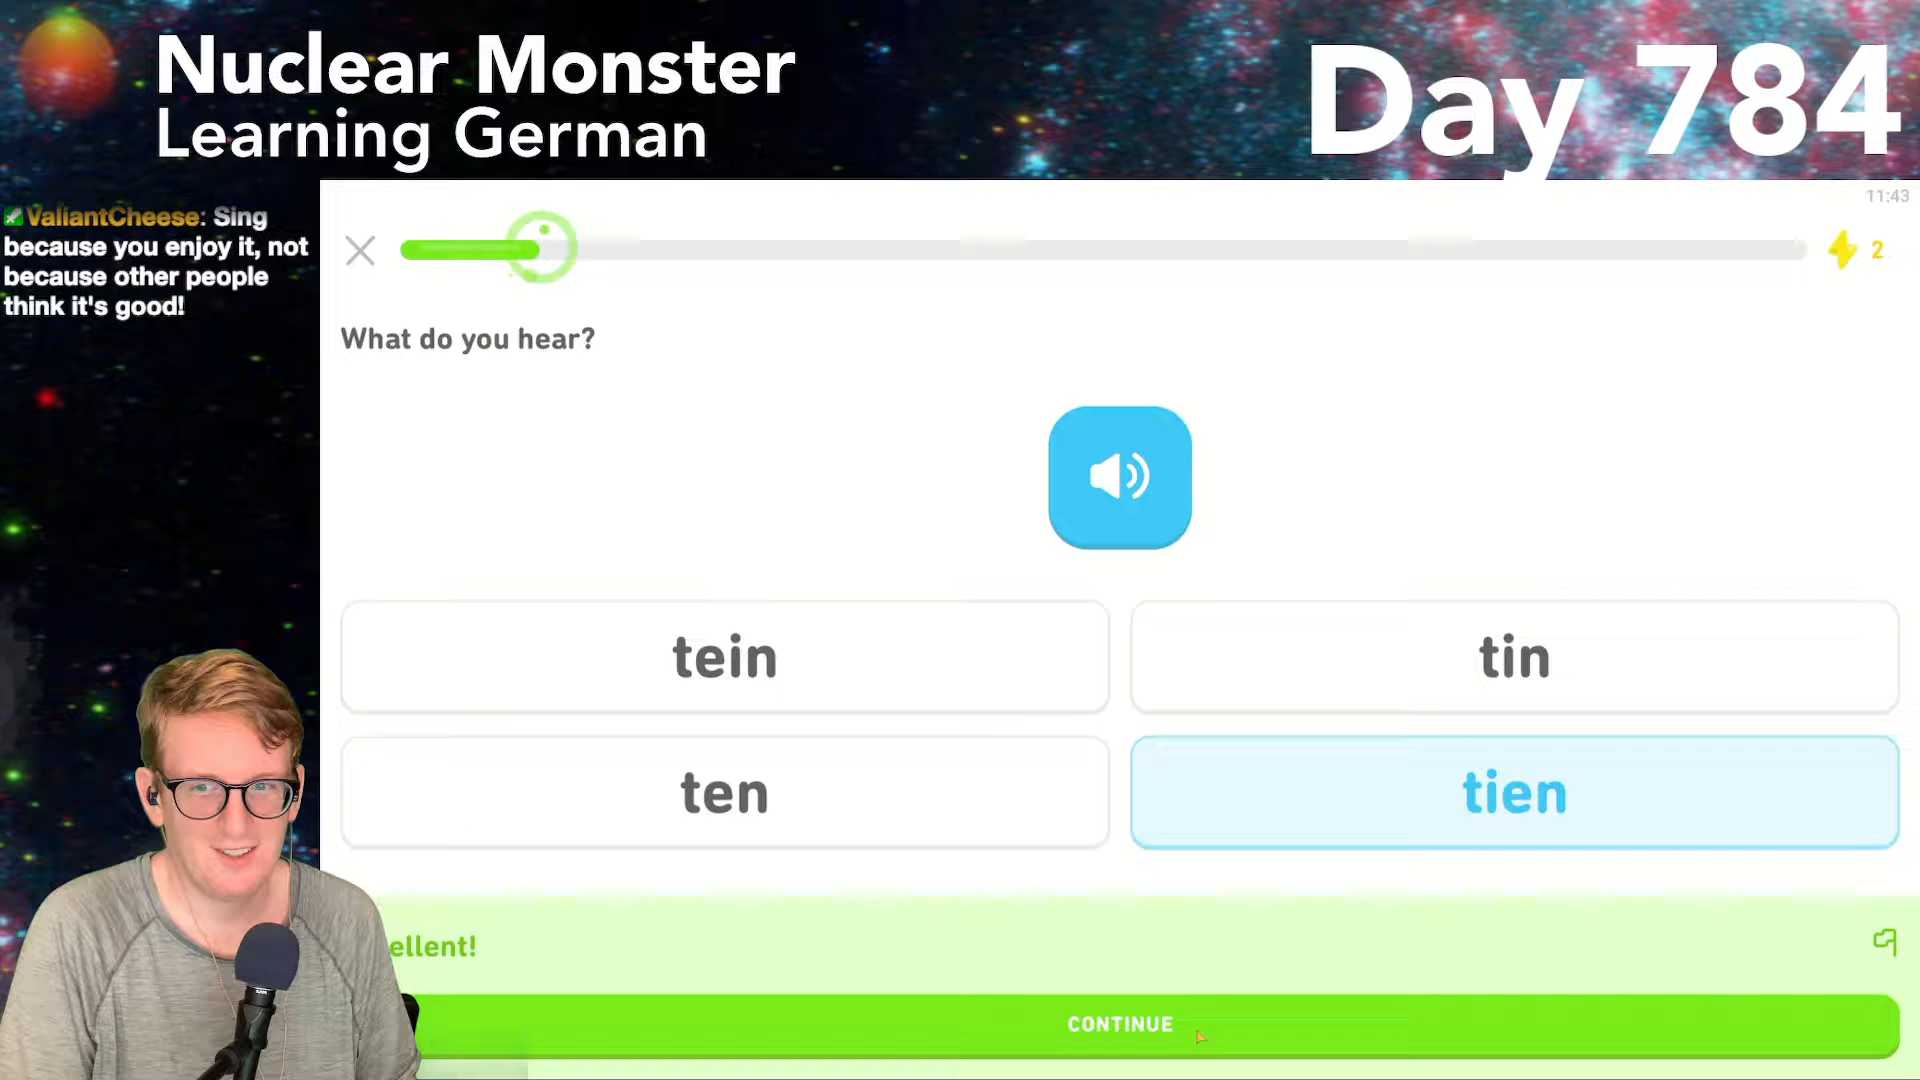 Nuclear Monster
Learning German
Day 784
ValiantCheese: Sing
because you enjoy it, not
because other people
think it's good!
11:43
2
What do you hear?
tein
tin
ten
tien
ellent!
CONTINUE